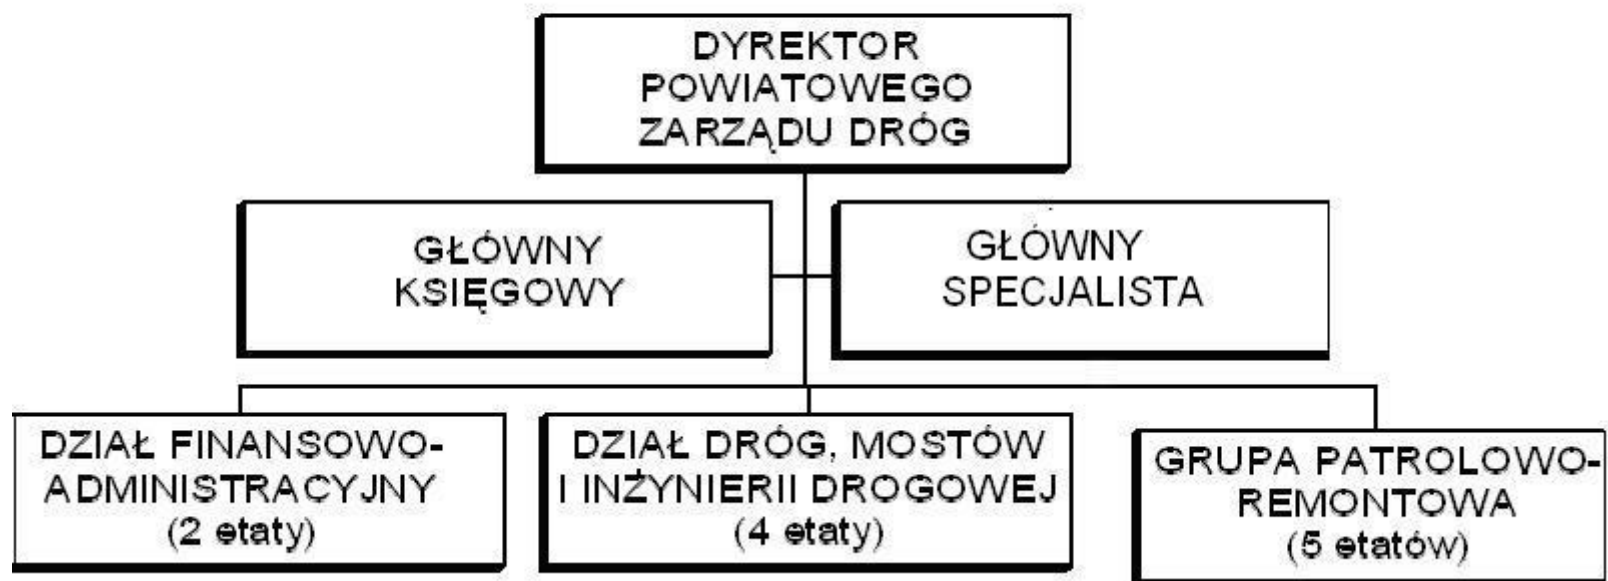 DYREKTOR
POWIATOWEGO
ZARZĄDU DRÓG
GŁÓWNY
KSIĘGOWY
GŁÓWNY
SPECJALISTA
DZIAŁ FINANSOWO-
ADMINISTRACYJNY
(2 etaty)
DZIAŁ DRÓG, MOSTÓW
I INŻYNIERII DROGOWEJ
(4 etaty)
GRUPA PATROLOWO-
REMONTOWA
(5 etatów)